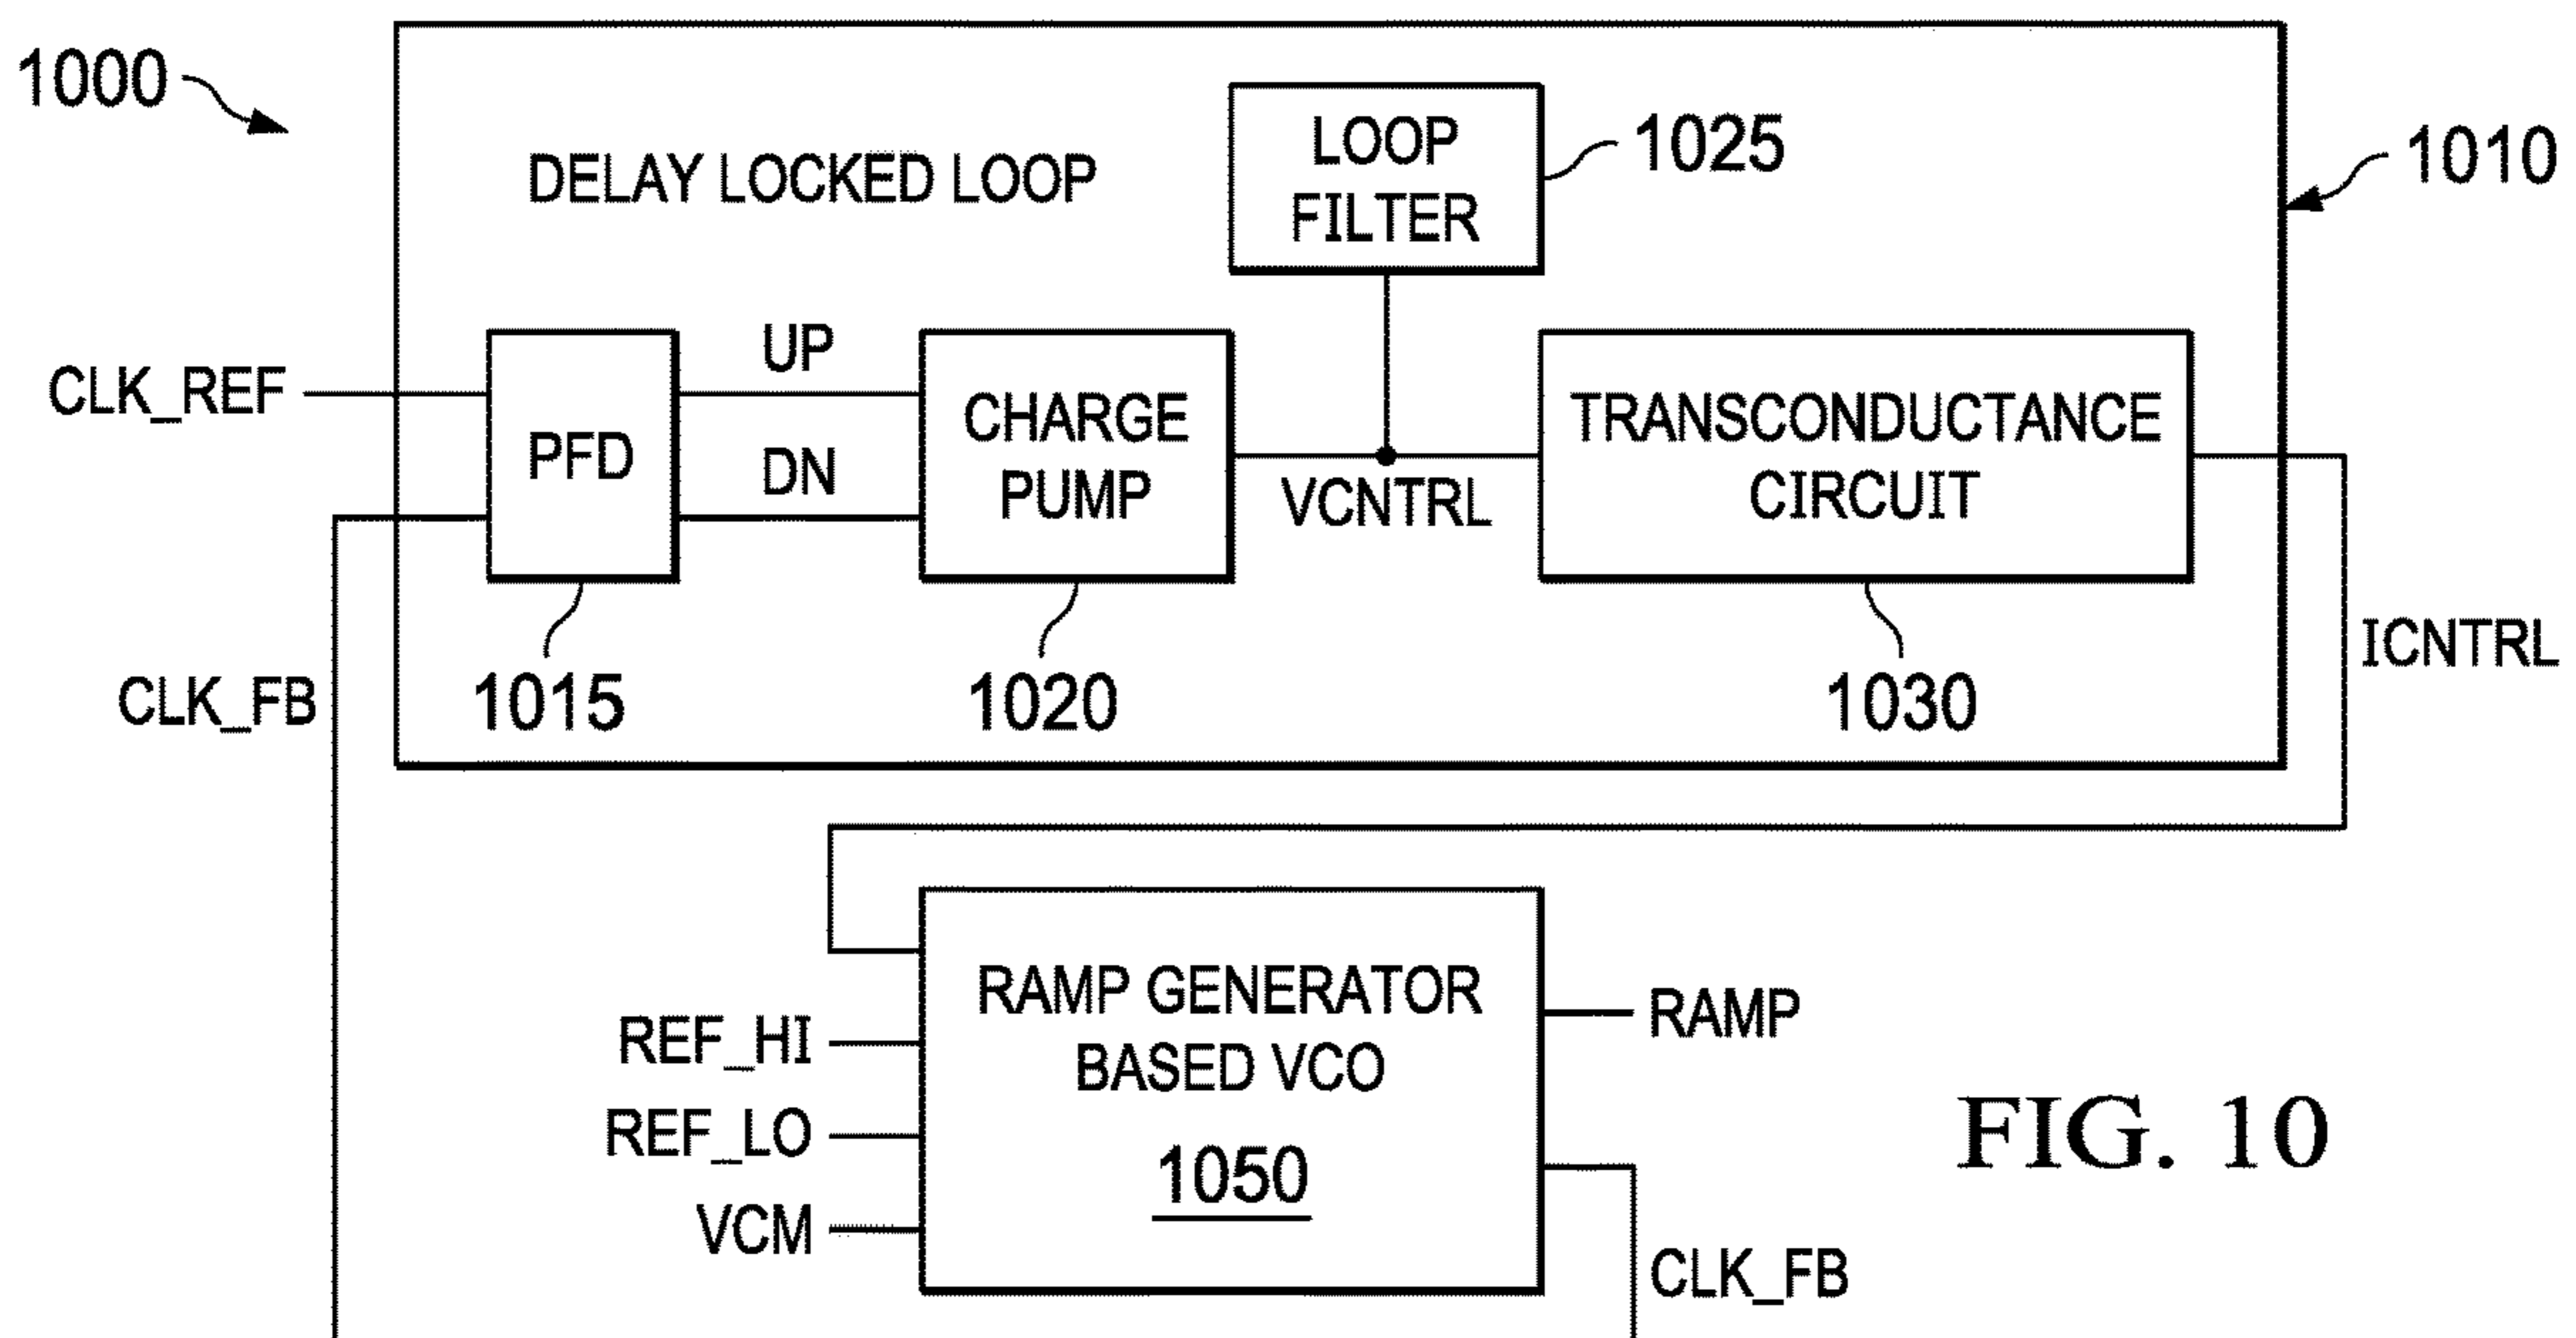 1000
DELAY LOCKED LOOP
LOOP
FILTER
1025
1010
CLK_REF
PFD
UP
DN
CHARGE
PUMP
VCNTRL
TRANSCONDUCTANCE
CIRCUIT
ICNTRL
CLK_FB
1015
1020
1030
REF_HI
REF_LO
VCM
RAMP GENERATOR
BASED VCO
1050
RAMP
CLK_FB
FIG. 10